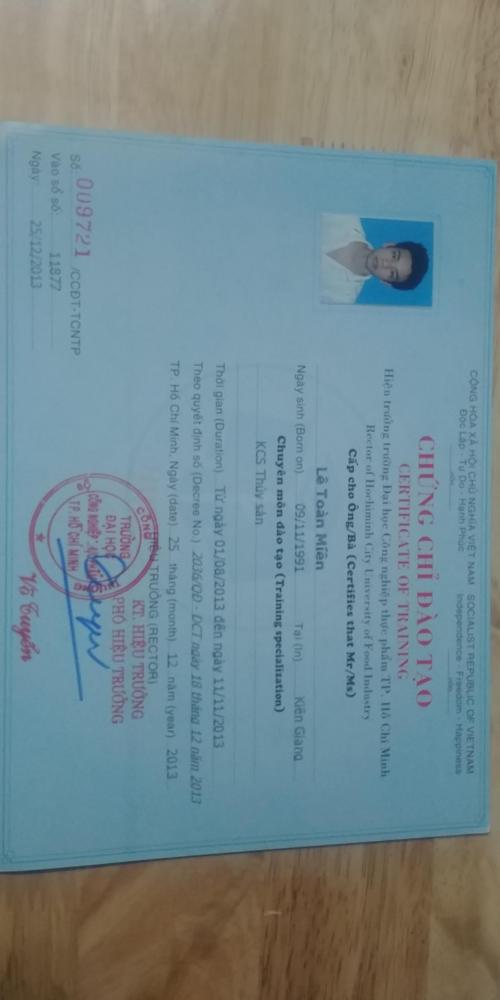 CỘNG HÒA XÃ HỘI CHỦ NGHĨA VIỆT NAM SOCIALIST REPUBLIC OF VIETNAM
Độc Lập - Tự Do - Hạnh Phúc Independence - Freedom - Happiness
CHỨNG CHỈ ĐÀO TẠO
CERTIFICATE OF TRAINING
Hiệu trưởng trường Đại học Công nghiệp thực phẩm TP. Hồ Chí Minh
Rector of Hochiminh City University of Food Industry
Cấp cho Ông/Bà (Certifies that Mr/Ms)
Lê Toàn Miên
Ngày sinh (Born on) 09/11/1991 Tại (In) Kiên Giang
Chuyên môn đào tạo (Training specialization)
KCS Thủy sản
Thời gian (Duration) Từ ngày 01/08/2013 đến ngày 11/11/2013
Theo quyết định số (Decree No.) 2036/QĐ - DCT ngày 18 tháng 12 năm 2013
TP. Hồ Chí Minh, Ngày (date) 25 tháng (month) 12 năm (year) 2013
HIỆU TRƯỞNG (RECTOR)
KT. HIỆU TRƯỞNG
PHÓ HIỆU TRƯỞNG
TRƯỜNG
ĐẠI HỌC
TP. HỒ CHÍ MINH
Số: 009721 /CCĐT-TCNTP
Vào sổ số: 11877
Ngày 25/12/2013